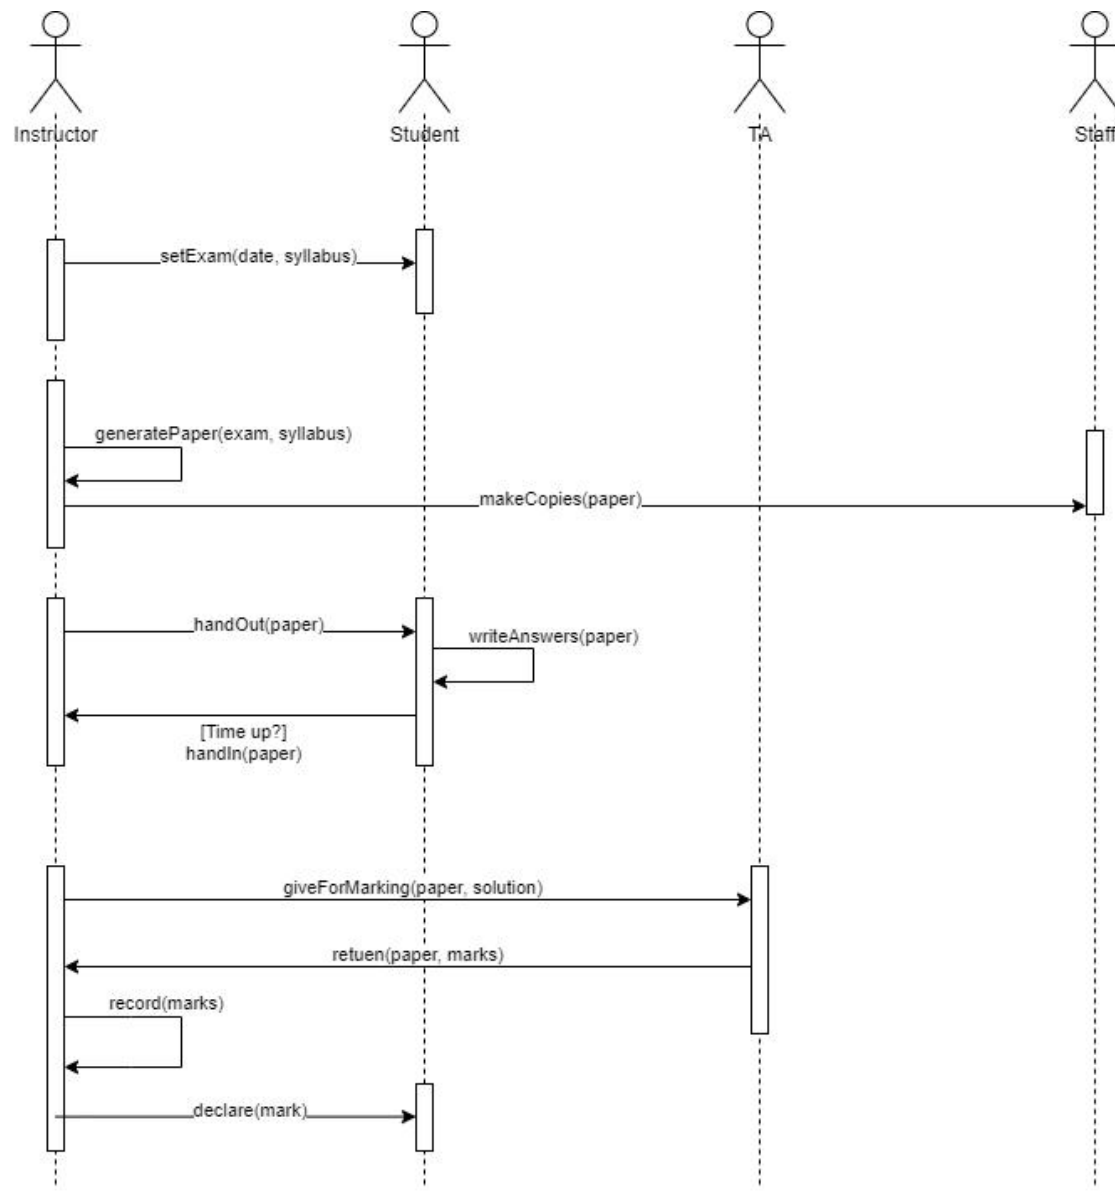 Instructor
Student
TA
Staff
setExam(date, syllabus)
generatePaper(exam, syllabus)
makeCopies(paper)
handOut(paper)
writeAnswers(paper)
[Time up?]
handIn(paper)
giveForMarking(paper, solution)
retuen(paper, marks)
record(marks)
declare(mark)